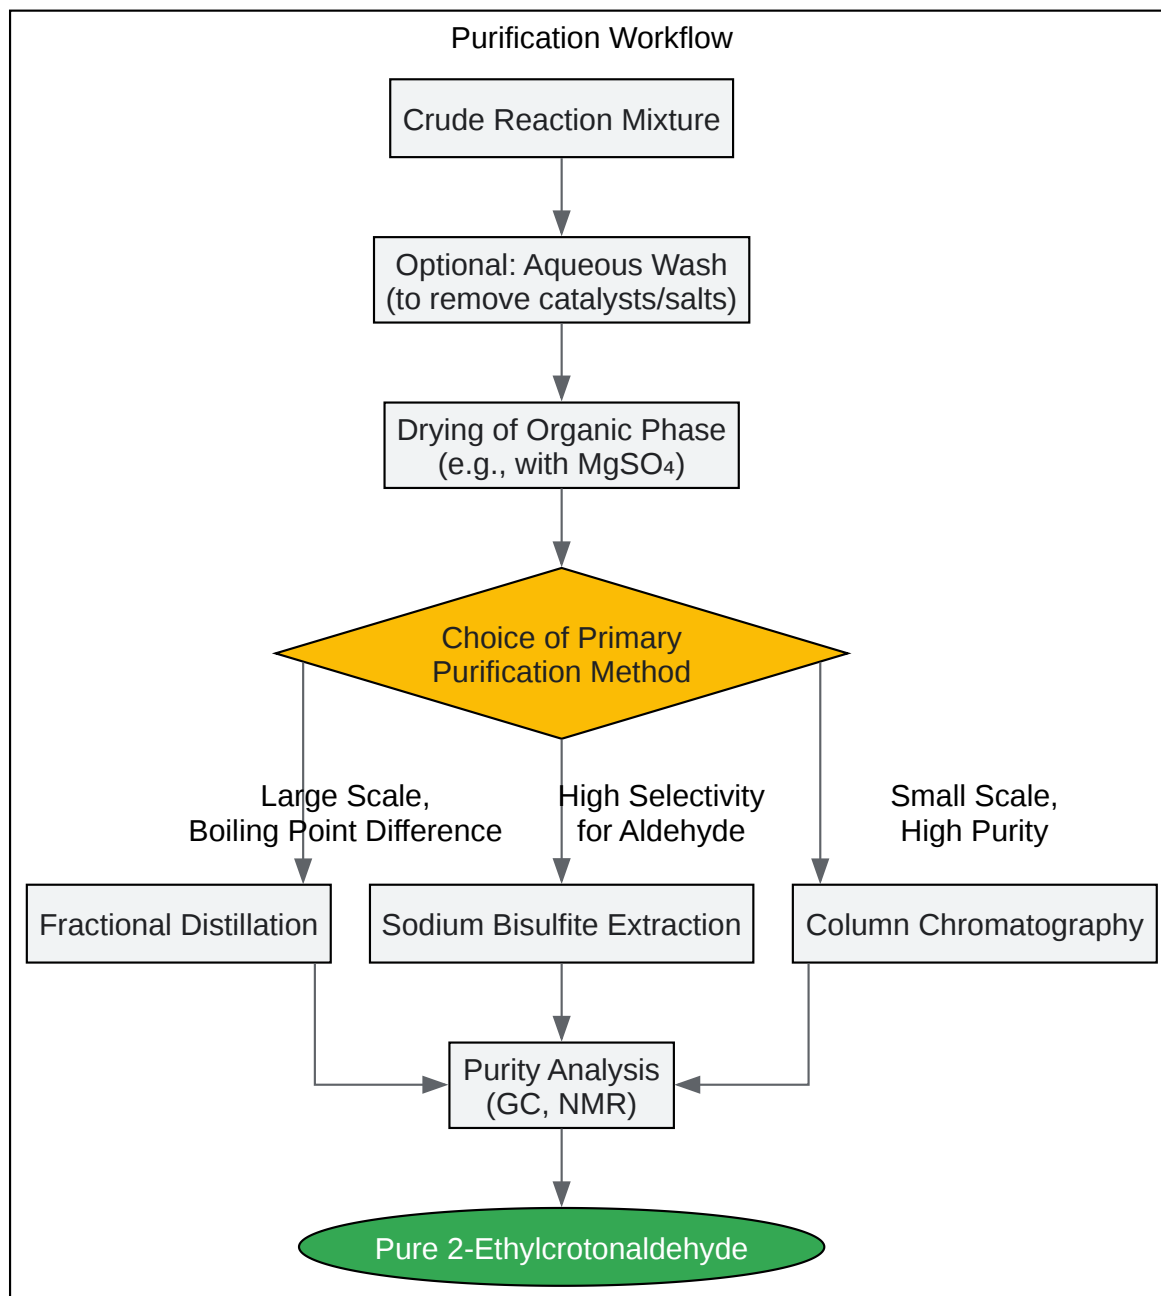 Purification Workflow
Crude Reaction Mixture
Optional: Aqueous Wash
(to remove catalysts/salts)
Drying of Organic Phase
(e.g., with MgSO₄)
Choice of Primary
Purification Method
Large Scale,
Boiling Point Difference
High Selectivity
for Aldehyde
Small Scale,
High Purity
Fractional Distillation
Sodium Bisulfite Extraction
Column Chromatography
Purity Analysis
(GC, NMR)
Pure 2-Ethylcrotonaldehyde